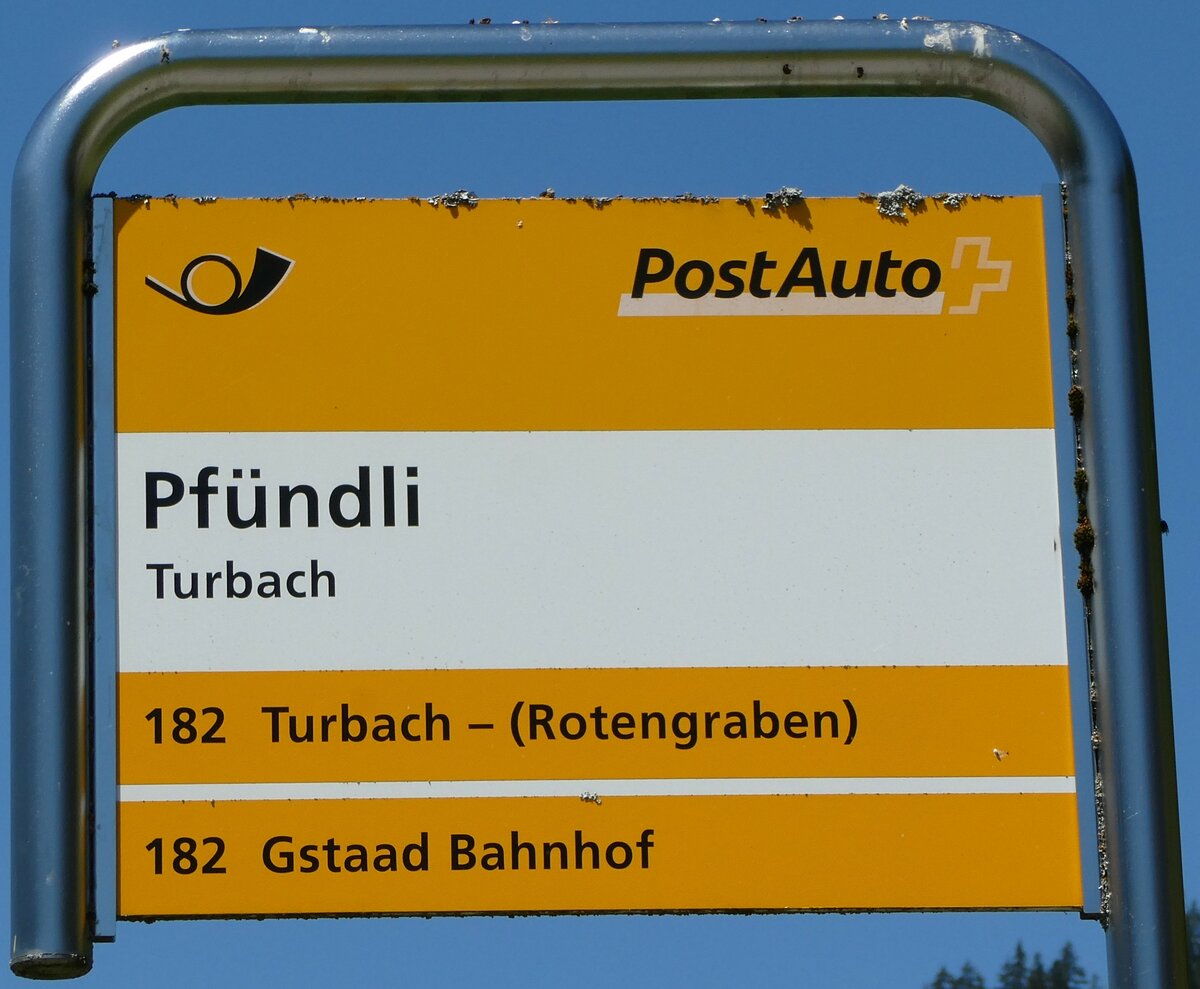 PostAuto
Pfündli
Turbach
182 Turbach – (Rotengraben)
182 Gstaad Bahnhof